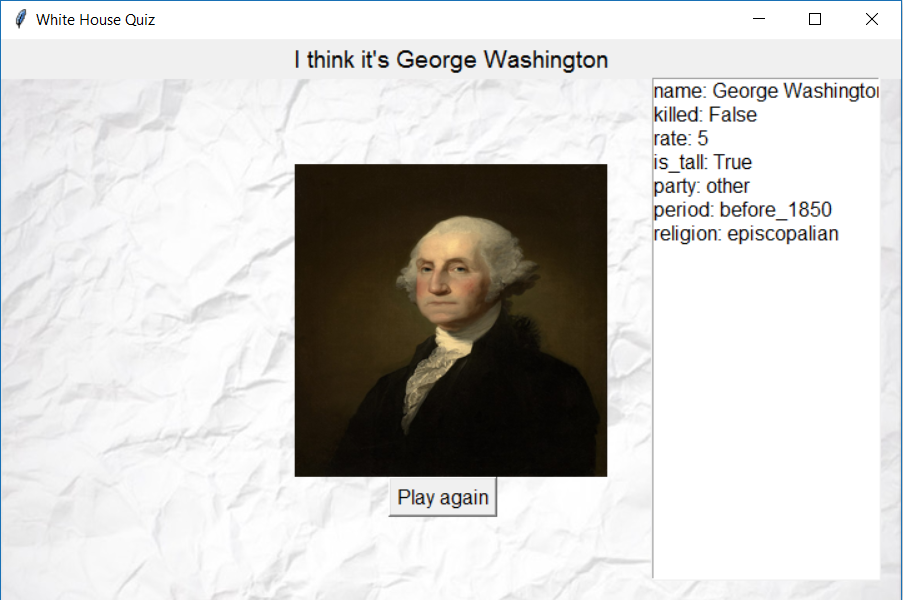 White House Quiz
I think it's George Washington
name: George Washingto
killed: False
rate: 5
is_tall: True
party: other
period: before_1850
religion: episcopalian
Play again